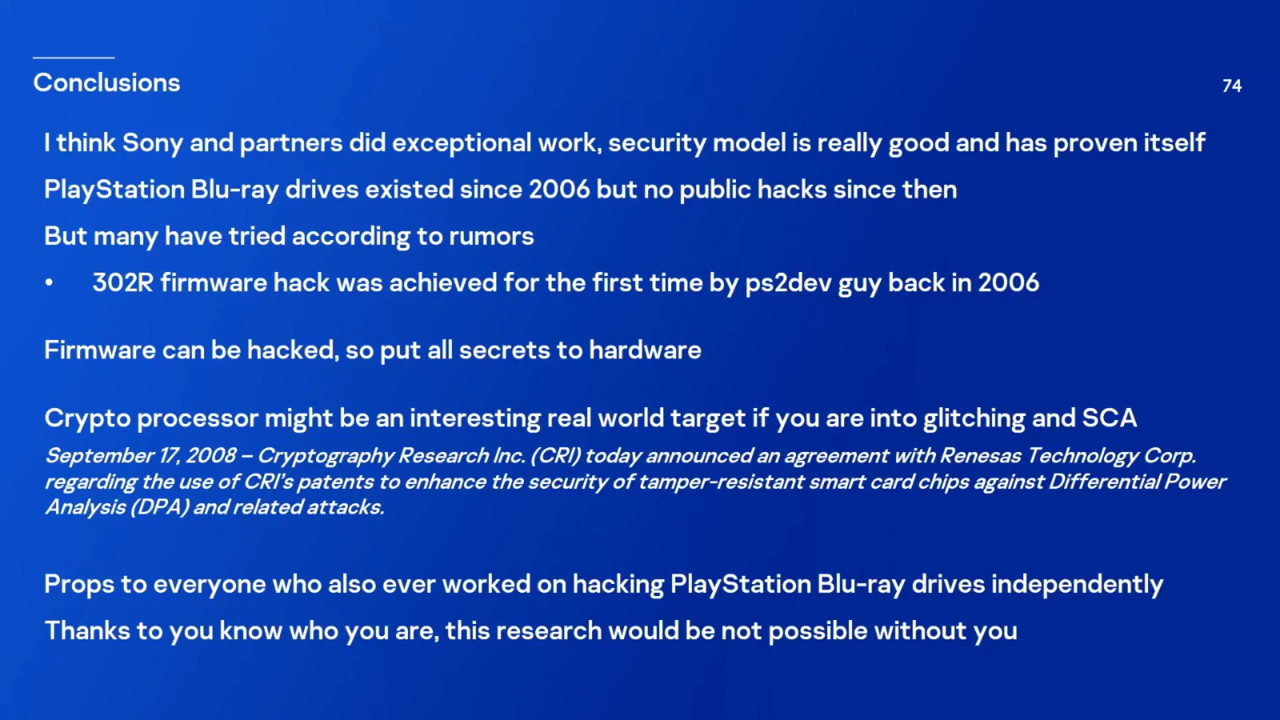 Conclusions
74
I think Sony and partners did exceptional work, security model is really good and has proven itself
PlayStation Blu-ray drives existed since 2006 but no public hacks since then
But many have tried according to rumors
• 302R firmware hack was achieved for the first time by ps2dev guy back in 2006
Firmware can be hacked, so put all secrets to hardware
Crypto processor might be an interesting real world target if you are into glitching and SCA
September 17, 2008 – Cryptography Research Inc. (CRI) today announced an agreement with Renesas Technology Corp.
regarding the use of CRI's patents to enhance the security of tamper-resistant smart card chips against Differential Power
Analysis (DPA) and related attacks.
Props to everyone who also ever worked on hacking PlayStation Blu-ray drives independently
Thanks to you know who you are, this research would be not possible without you